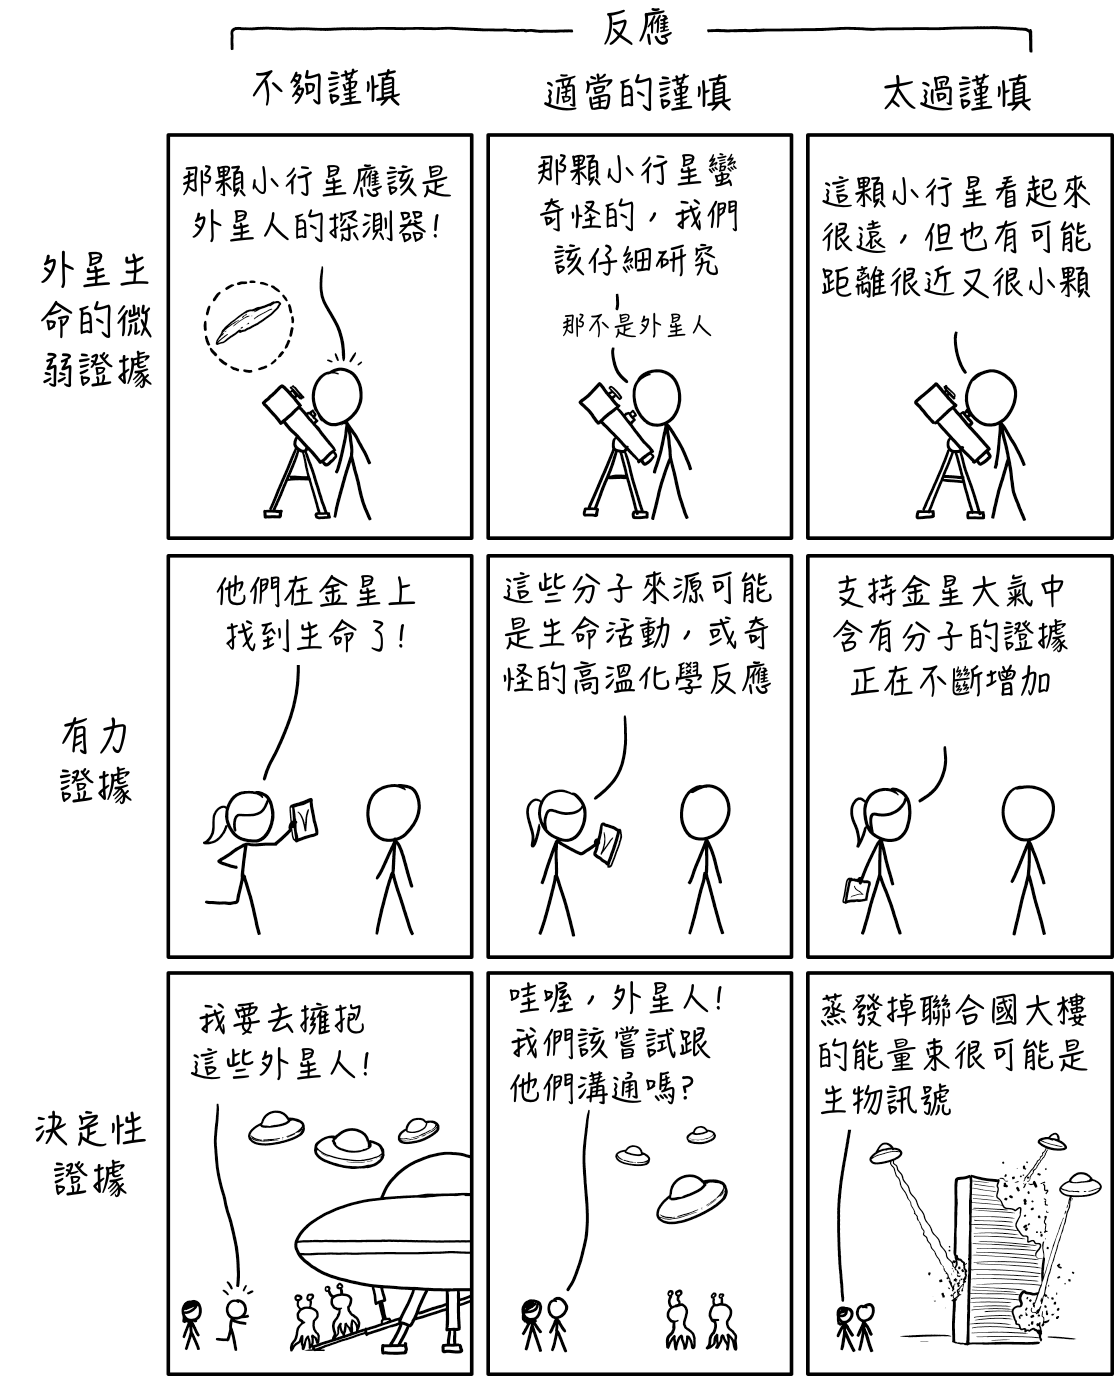 反應
不夠謹慎
適當的謹慎
太過謹慎
外星生
命的微
弱證據
那顆小行星應該是
外星人的探測器!
那顆小行星蠻
奇怪的，我們
該仔細研究
那不是外星人
這顆小行星看起來
很遠，但也有可能
距離很近又很小顆
有力
證據
他們在金星上
找到生命了!
這些分子來源可能
是生命活動，或奇
怪的高溫化學反應
支持金星大氣中
含有分子的證據
正在不斷增加
決定性
證據
我要去擁抱
這些外星人!
哇喔，外星人!
我們該嘗試跟
他們溝通嗎?
蒸發掉聯合國大樓
的能量束很可能是
生物訊號